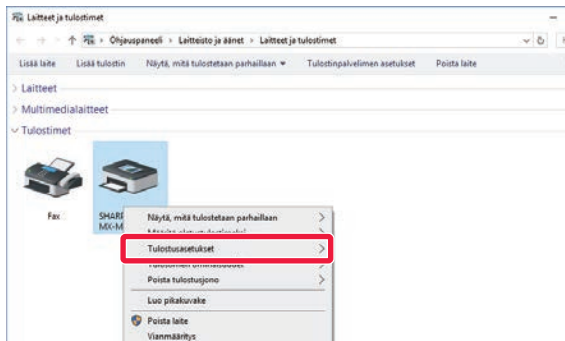 Laitteet ja tulostimet
Ohjauspaneeli › Laitteisto ja äänet › Laitteet ja tulostimet
Lisää laite Lisää tulostin Näytä, mitä tulostetaan parhaillaan Tulostinpalvelimen asetukset Poista laite
Laitteet
Multimedialaitteet
Tulostimet
Fax
SHARP
MX-M
Näytä, mitä tulostetaan parhaillaan
Tulostusasetukset
Tulostimen ominaisuudet
Poista tulostusjono
Luo pikakuvake
Poista laite
Vianmääritys